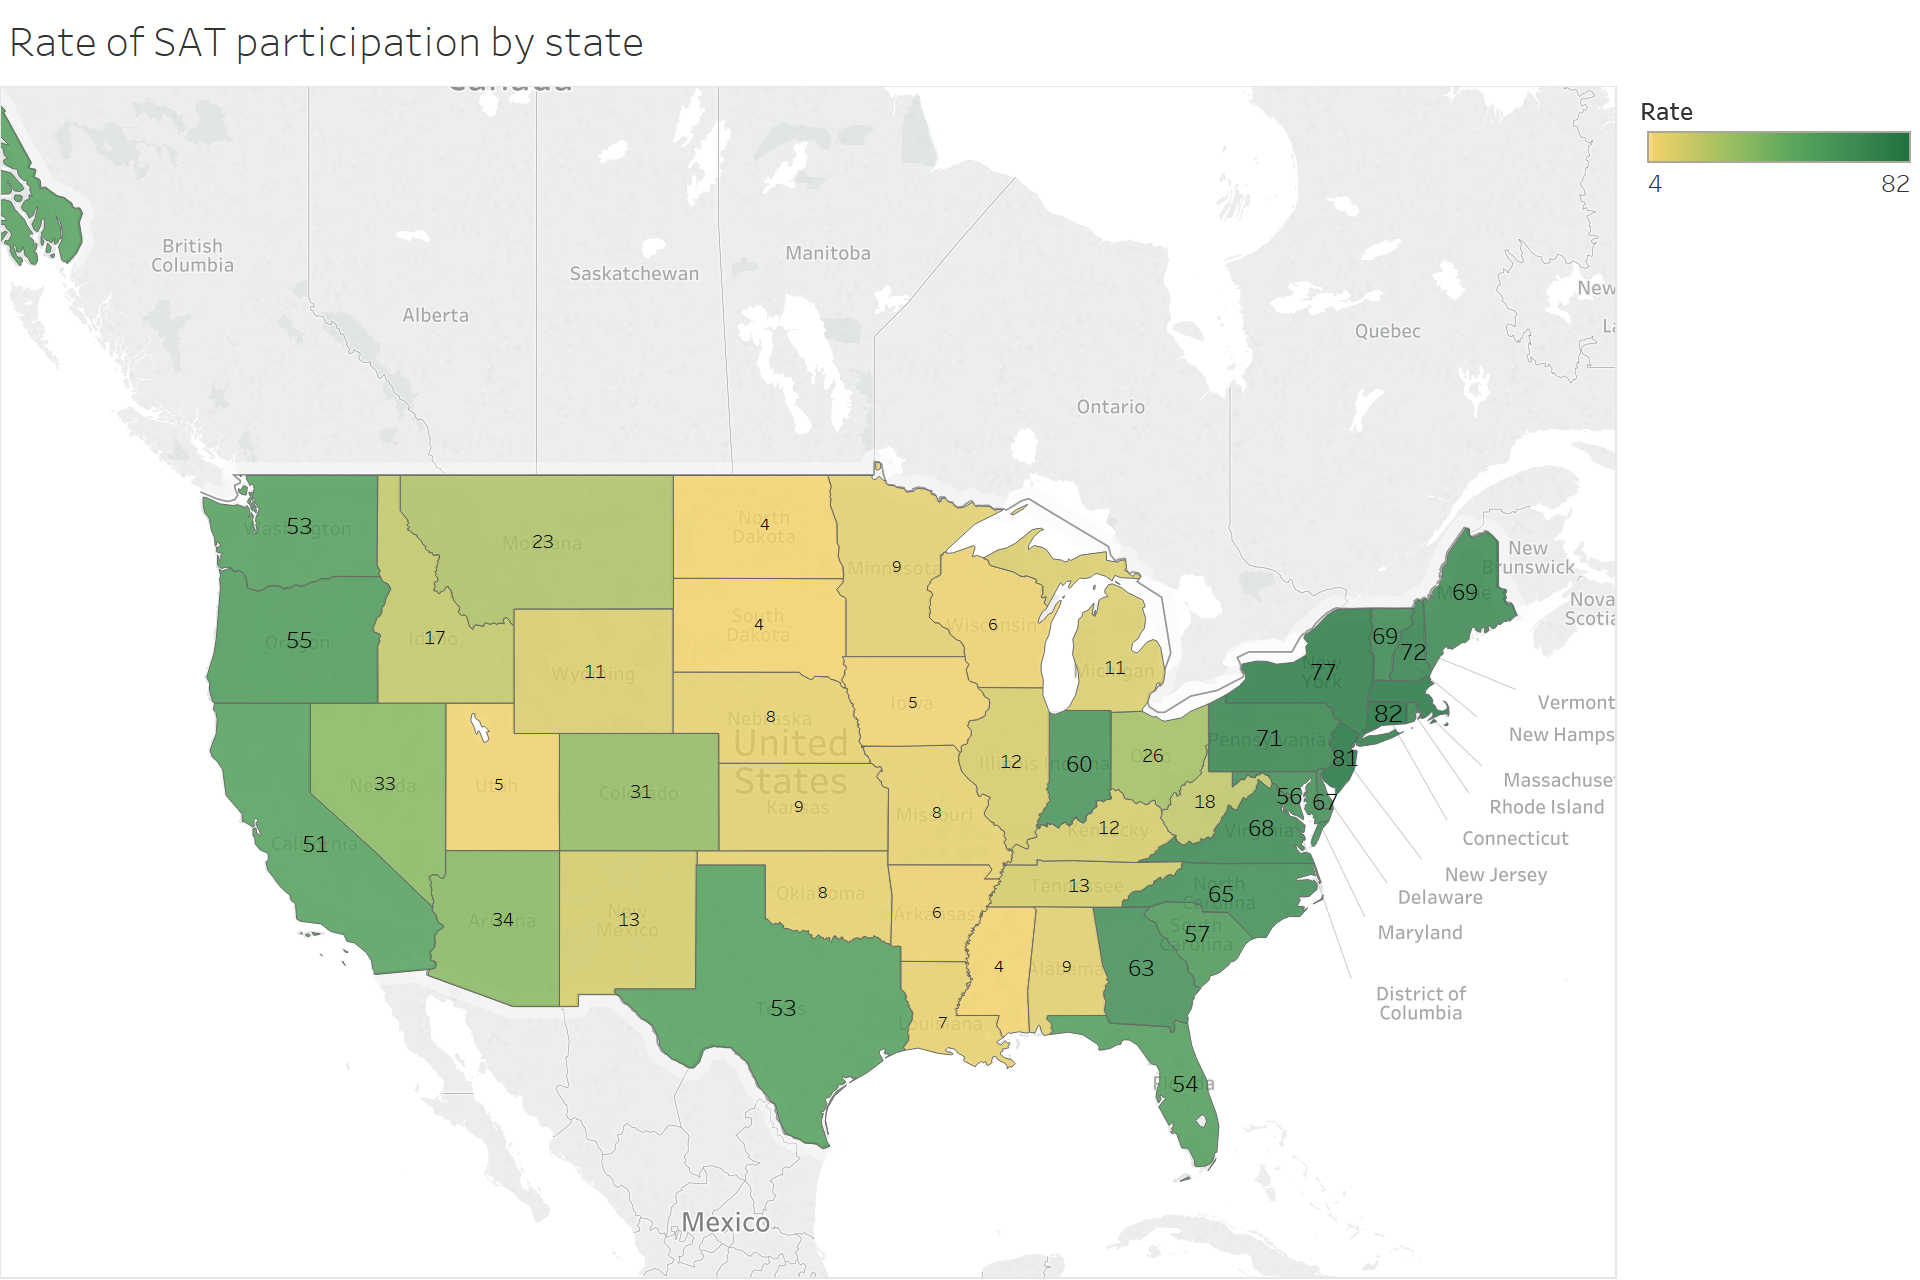 Rate of SAT participation by state
Canada
Rate
4
82
British
Columbia
Alberta
Saskatchewan
Manitoba
Ontario
Quebec
New
Washington
53
Montana
23
North
Dakota
4
Minnesota
9
New
Brunswick
Nova
Scotia
Maine
69
Oregon
55
Idaho
17
South
Dakota
4
Wisconsin
6
69
72
Wyoming
11
Michigan
11
New
York
77
Vermont
Nebraska
8
Iowa
5
82
New Hamps
United
States
Illinois
12
Indiana
60
Ohio
26
Pennsylvania
71
81
Massachuse
Nevada
33
Utah
5
Colorado
31
Kansas
9
Missouri
8
West
18
56
67
Rhode Island
California
51
Kentucky
12
Virginia
68
Connecticut
New Jersey
Delaware
Arizona
34
New
Mexico
13
Oklahoma
8
Arkansas
6
Tennessee
13
North
Carolina
65
South
Carolina
57
Maryland
Texas
53
Louisiana
7
4
Alabama
9
63
District of
Columbia
Florida
54
Mexico